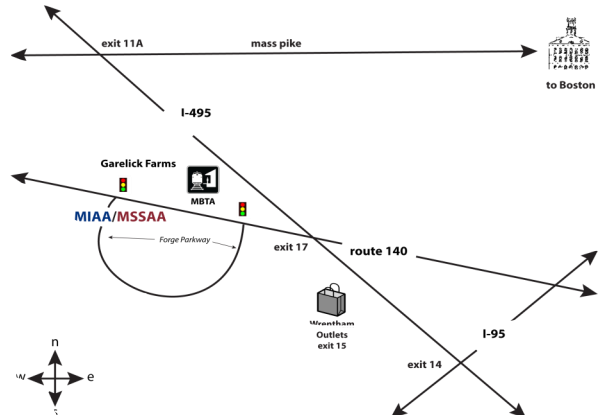 exit 11A
mass pike
to Boston
I-495
Garelick Farms
MBTA
MIAA/MSSAA
Forge Parkway
exit 17
route 140
Wrentham
Outlets
exit 15
I-95
exit 14
n
w
e
s